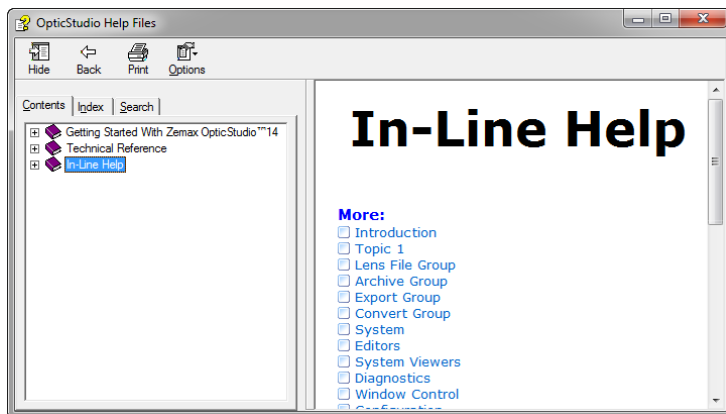 OpticStudio Help Files
Hide Back Print Options
Contents Index Search
Getting Started With Zemax OpticStudio™14
Technical Reference
In-Line Help
In-Line Help
More:
Introduction
Topic 1
Lens File Group
Archive Group
Export Group
Convert Group
System
Editors
System Viewers
Diagnostics
Window Control
Configuration